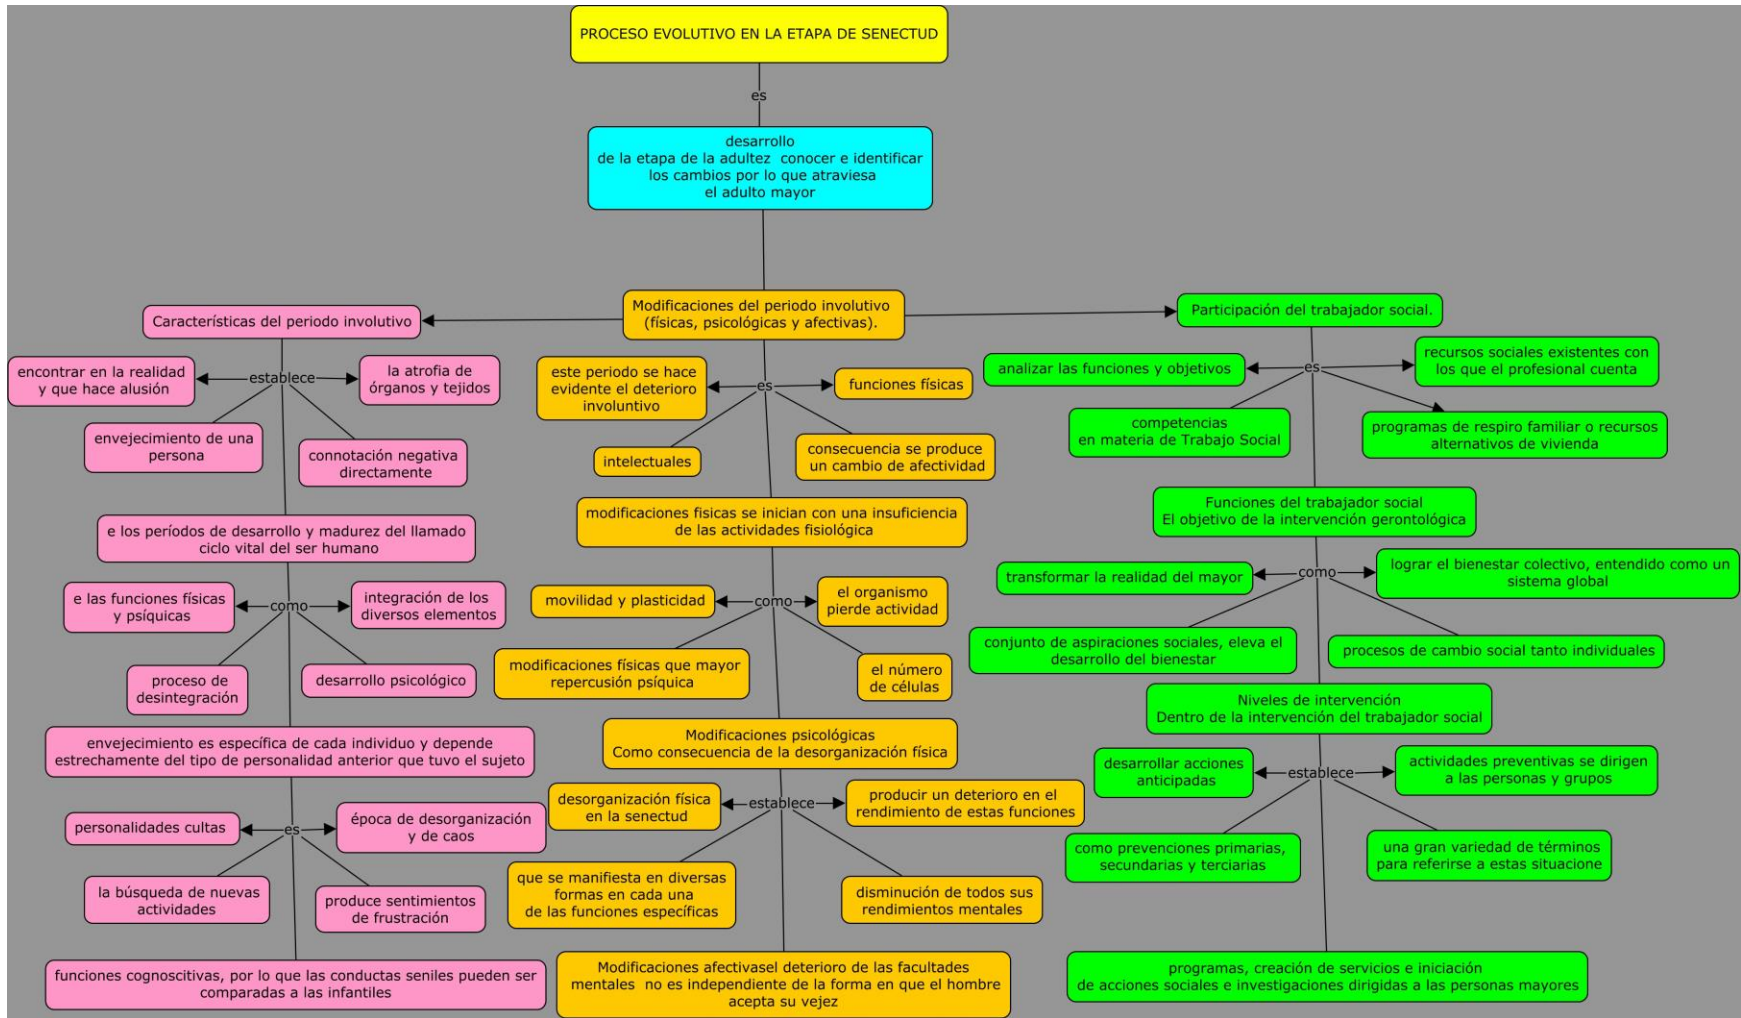 PROCESO EVOLUTIVO EN LA ETAPA DE SENECTUD
es
desarrollo
de la etapa de la adultez conocer e identificar
los cambios por lo que atraviesa
el adulto mayor
Características del periodo involutivo
encontrar en la realidad
y que hace alusión
establece
la atrofia de
órganos y tejidos
envejecimiento de una
persona
connotación negativa
directamente
e los períodos de desarrollo y madurez del llamado
ciclo vital del ser humano
e las funciones físicas
y psíquicas
como
integración de los
diversos elementos
proceso de
desintegración
desarrollo psicológico
envejecimiento es específica de cada individuo y depende
estrechamente del tipo de personalidad anterior que tuvo el sujeto
personalidades cultas
es
época de desorganización
y de caos
la búsqueda de nuevas
actividades
produce sentimientos
de frustración
funciones cognoscitivas, por lo que las conductas seniles pueden ser
comparadas a las infantiles
Modificaciones del periodo involutivo
(físicas, psicológicas y afectivas).
este periodo se hace
evidente el deterioro
involuntivo
es
funciones físicas
intelectuales
consecuencia se produce
un cambio de afectividad
modificaciones fisicas se inician con una insuficiencia
de las actividades fisiológica
movilidad y plasticidad
como
el organismo
pierde actividad
modificaciones físicas que mayor
repercusión psíquica
el número
de células
Modificaciones psicológicas
Como consecuencia de la desorganización física
desorganización física
en la senectud
establece
producir un deterioro en el
rendimiento de estas funciones
que se manifiesta en diversas
formas en cada una
de las funciones específicas
disminución de todos sus
rendimientos mentales
Modificaciones afectivasel deterioro de las facultades
mentales no es independiente de la forma en que el hombre
acepta su vejez
Participación del trabajador social.
analizar las funciones y objetivos
es
recursos sociales existentes con
los que el profesional cuenta
competencias
en materia de Trabajo Social
programas de respiro familiar o recursos
alternativos de vivienda
Funciones del trabajador social
El objetivo de la intervención gerontológica
transformar la realidad del mayor
como
lograr el bienestar colectivo, entendido como un
sistema global
conjunto de aspiraciones sociales, eleva el
desarrollo del bienestar
procesos de cambio social tanto individuales
Niveles de intervención
Dentro de la intervención del trabajador social
desarrollar acciones
anticipadas
establece
actividades preventivas se dirigen
a las personas y grupos
como prevenciones primarias,
secundarias y terciarias
una gran variedad de términos
para referirse a estas situacione
programas, creación de servicios e iniciación
de acciones sociales e investigaciones dirigidas a las personas mayores